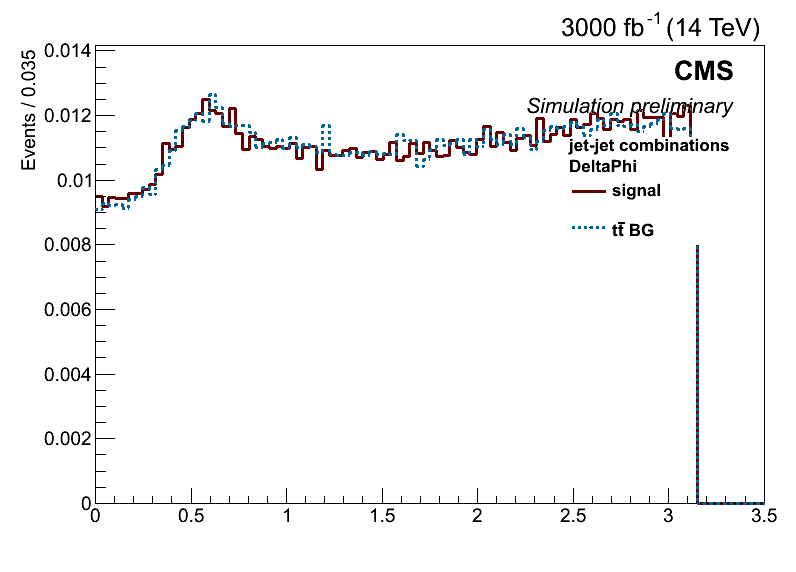 3000 fb⁻¹ (14 TeV)
CMS
Simulation preliminary
jet-jet combinations
DeltaPhi
signal
tt̄ BG
Events / 0.035
0.014
0.012
0.01
0.008
0.006
0.004
0.002
0
0 0.5 1 1.5 2 2.5 3 3.5